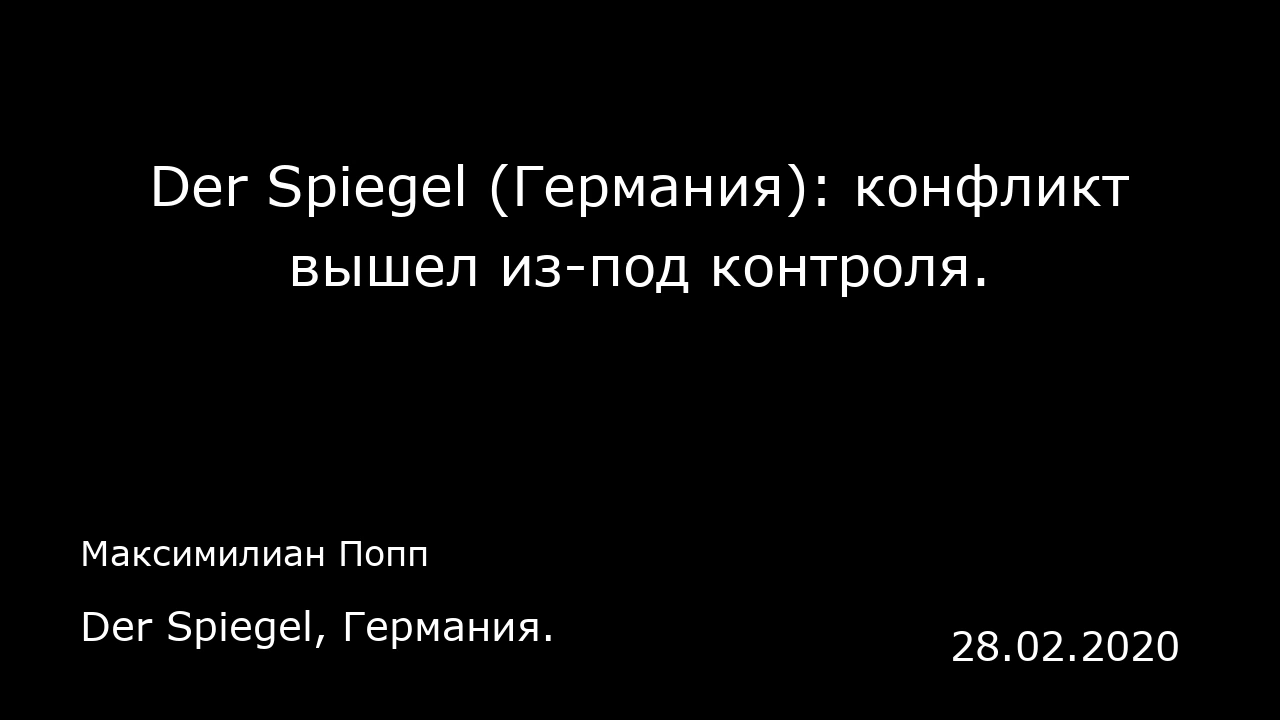 Der Spiegel (Германия): конфликт
вышел из-под контроля.
Максимилиан Попп
Der Spiegel, Германия.
28.02.2020